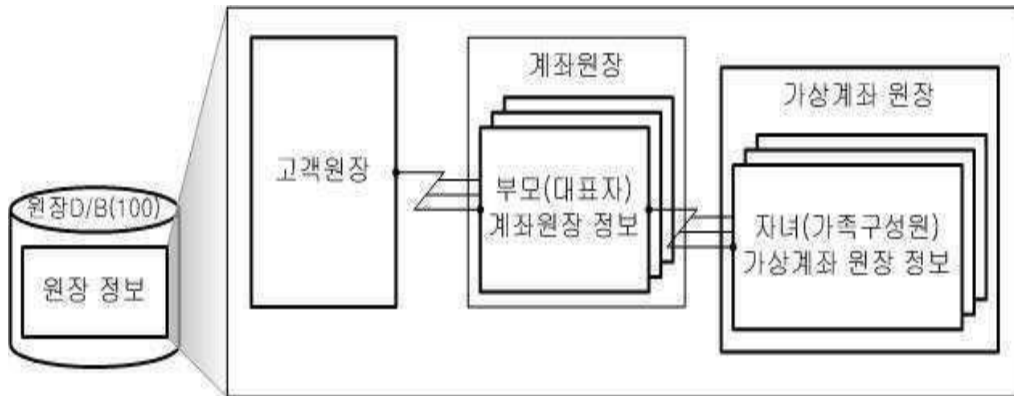 원장D/B(100)
원장 정보
고객원장
계좌원장
부모(대표자)
계좌원장 정보
가상계좌 원장
자녀(가족구성원)
가상계좌 원장 정보